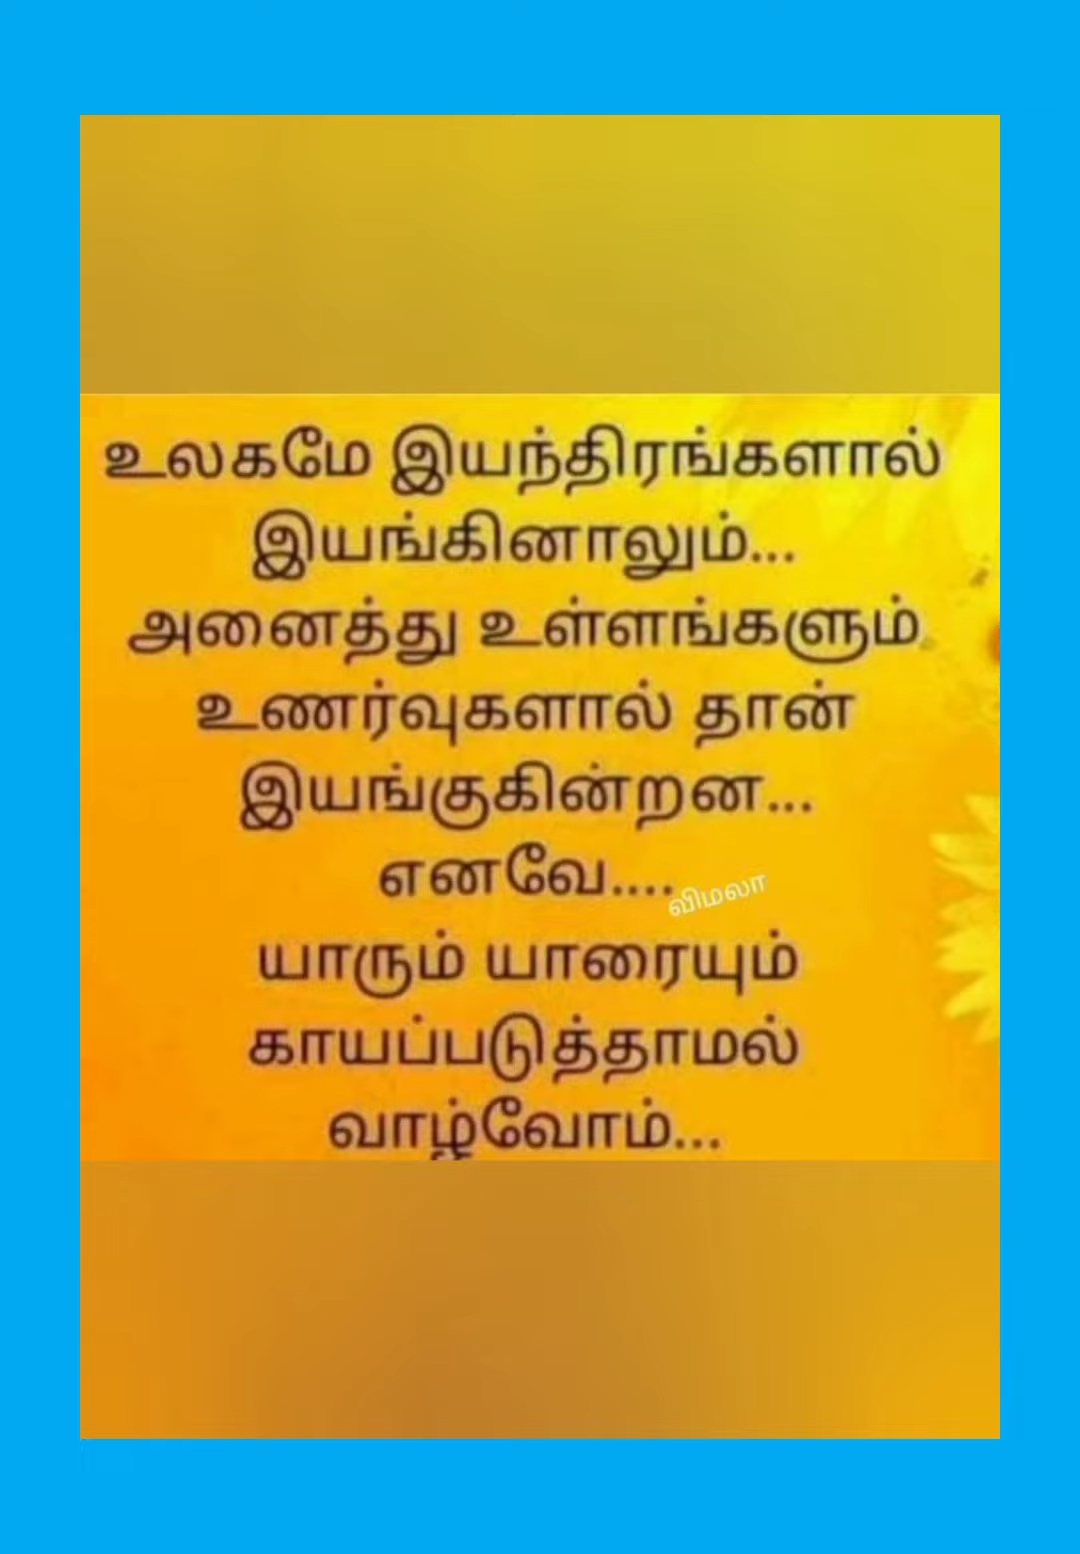 உலகமே இயந்திரங்களால்
இயங்கினாலும்...
அனைத்து உள்ளங்களும்
உணர்வுகளால் தான்
இயங்குகின்றன...
எனவே....
விமலா
யாரும் யாரையும்
காயப்படுத்தாமல்
வாழ்வோம்...